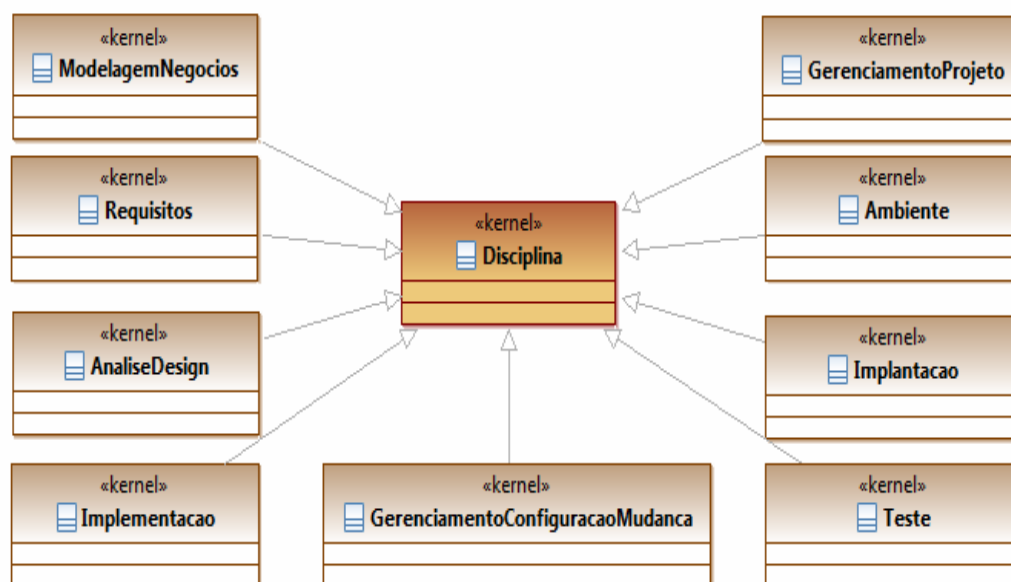 «kernel»
ModelagemNegocios
«kernel»
GerenciamentoProjeto
«kernel»
Requisitos
«kernel»
Ambiente
«kernel»
Disciplina
«kernel»
AnaliseDesign
«kernel»
Implantacao
«kernel»
Implementacao
«kernel»
GerenciamentoConfiguracaoMudanca
«kernel»
Teste